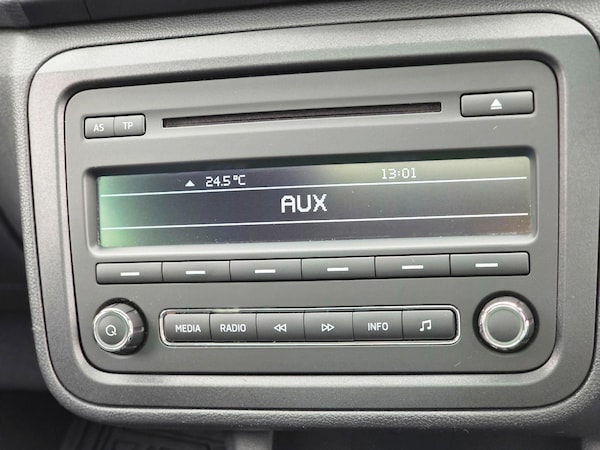 AS TP
24.5°C 13:01
AUX
MEDIA RADIO INFO